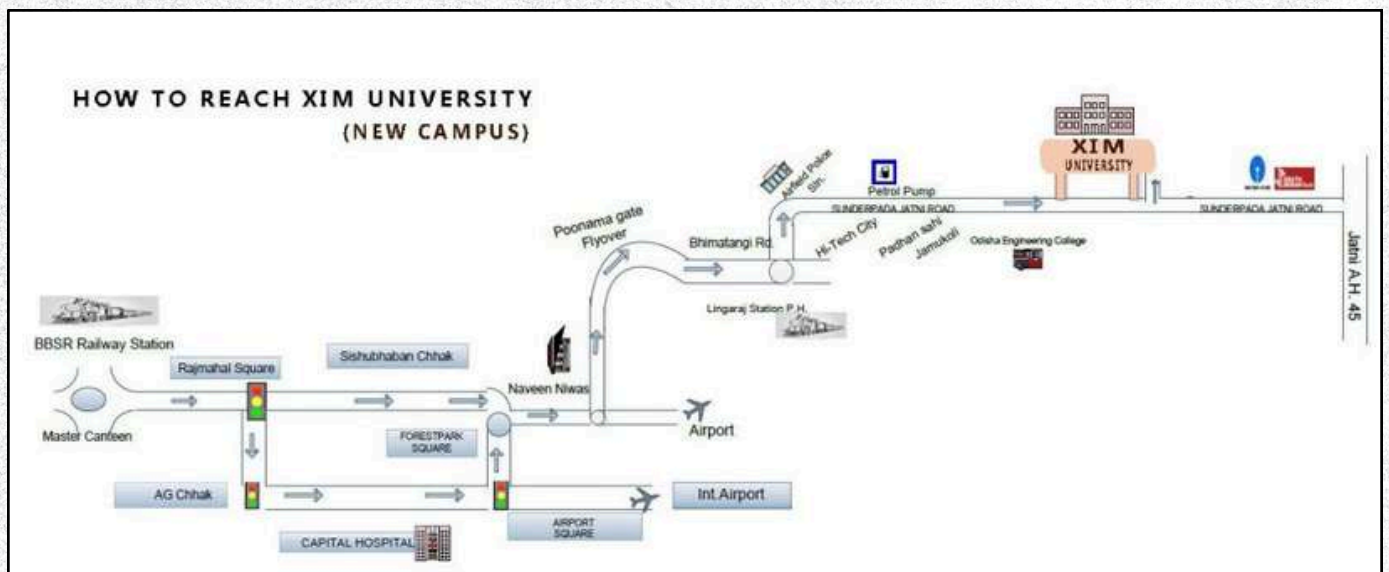 HOW TO REACH XIM UNIVERSITY
(NEW CAMPUS)
XIM
UNIVERSITY
Airfield Police
Stn.
Petrol Pump
SUNDERPADA JATNI ROAD
SUNDERPADA JATNI ROAD
Poonama gate
Flyover
Bhimatangi Rd.
Hi-Tech City
Padhan sahi
Jamukoli
Odisha Engineering College
Jatni A.H. 45
Lingaraj Station P.H.
BBSR Railway Station
Rajmahal Square
Sishubhaban Chhak
Naveen Niwas
Master Canteen
FORESTPARK
SQUARE
Airport
AG Chhak
Int.Airport
CAPITAL HOSPITAL
AIRPORT
SQUARE